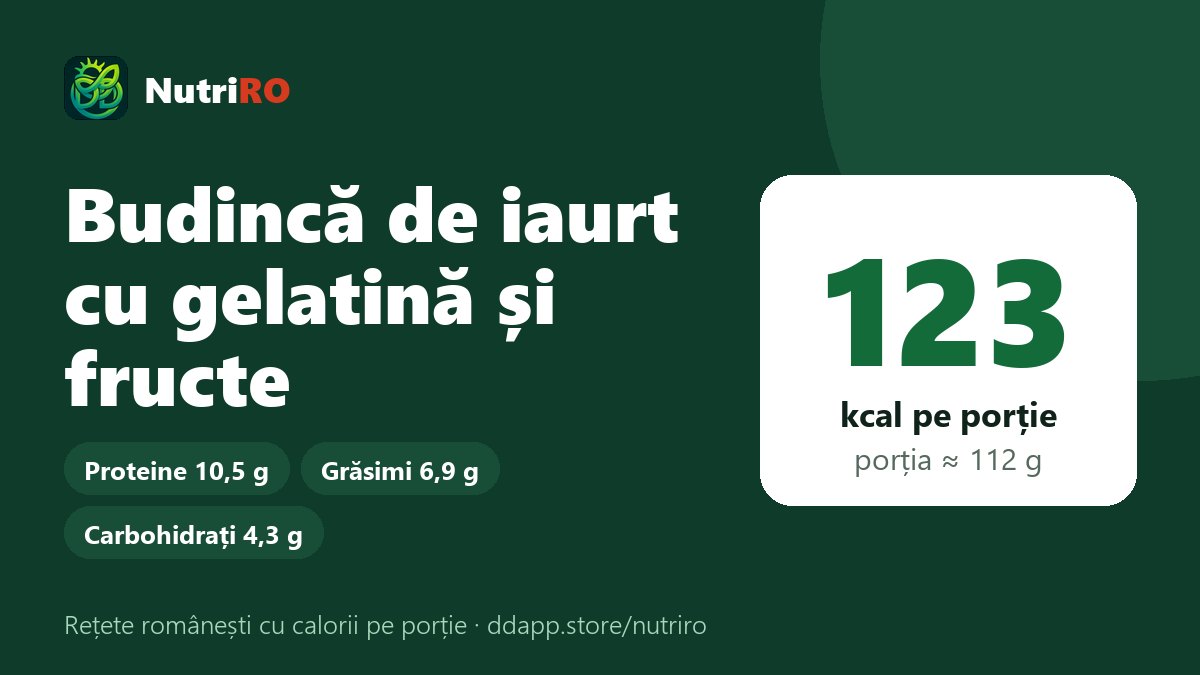 NutriRO
Budincă de iaurt
cu gelatină și
fructe
123
kcal pe porție
porția ≈ 112 g
Proteine 10,5 g
Grăsimi 6,9 g
Carbohidrați 4,3 g
Rețete românești cu calorii pe porție · ddapp.store/nutriro